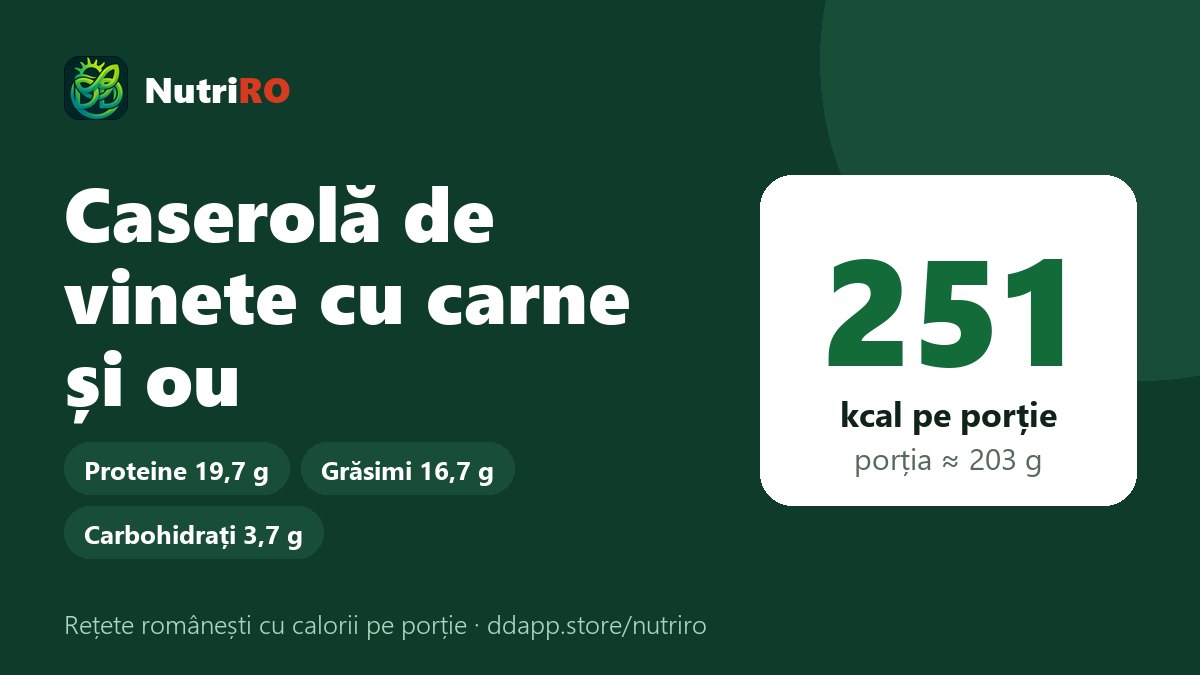 NutriRO
Caserolă de
vinete cu carne
și ou
Proteine 19,7 g
Grăsimi 16,7 g
Carbohidrați 3,7 g
251
kcal pe porție
porția ≈ 203 g
Rețete românești cu calorii pe porție · ddapp.store/nutriro